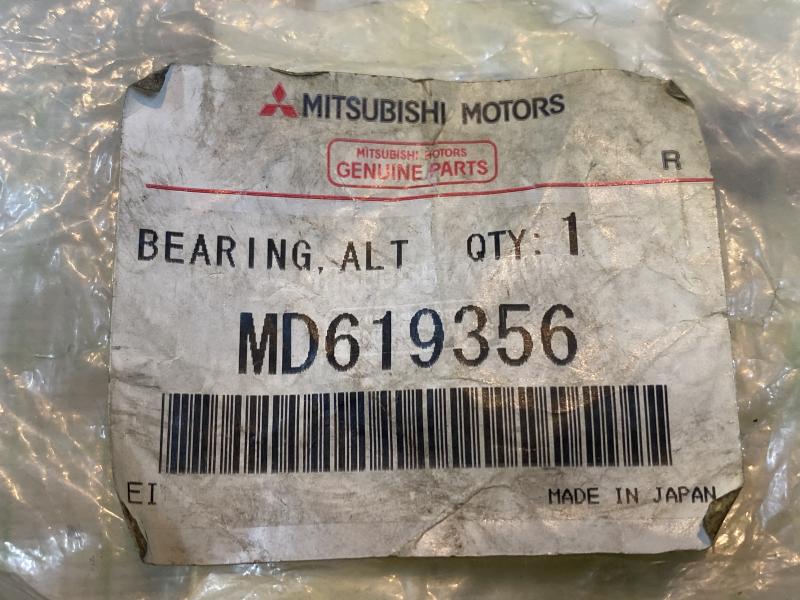 MITSUBISHI MOTORS
MITSUBISHI MOTORS
GENUINE PARTS
R
BEARING, ALT QTY: 1
MD619356
EI
MADE IN JAPAN